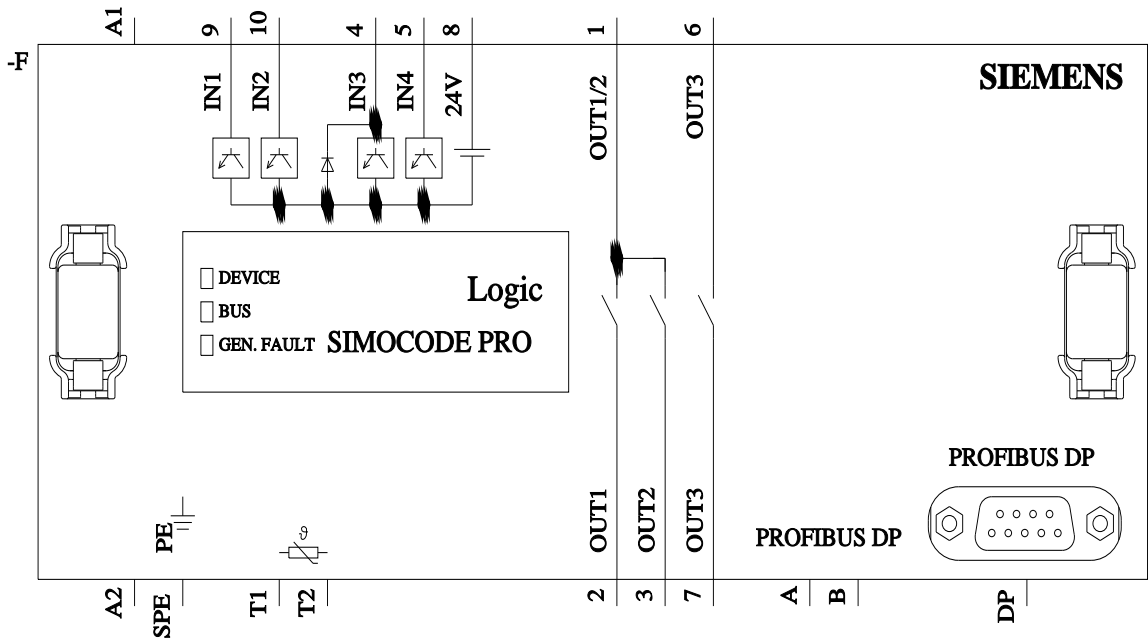 A1
9
10
4
5
8
1
6
-F
IN1
IN2
IN3
IN4
24V
OUT1/2
OUT3
SIEMENS
DEVICE
BUS
GEN. FAULT
Logic
SIMOCODE PRO
PROFIBUS DP
PE
ϑ
OUT1
OUT2
OUT3
PROFIBUS DP
A2
SPE
T1
T2
2
3
7
A
B
DP